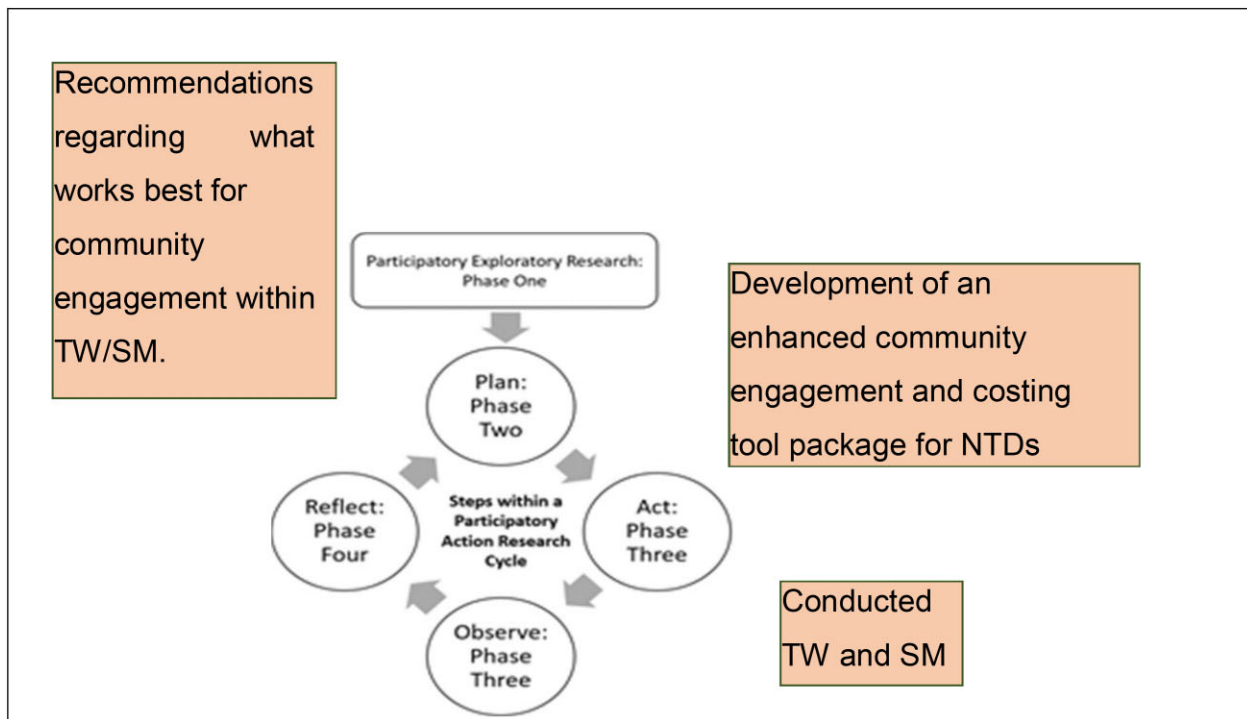 Recommendations
regarding what
works best for
community
engagement within
TW/SM.
Participatory Exploratory Research:
Phase One
Development of an
enhanced community
engagement and costing
tool package for NTDs
Plan:
Phase
Two
Reflect:
Phase
Four
Steps within a
Participatory
Action Research
Cycle
Act:
Phase
Three
Observe:
Phase
Three
Conducted
TW and SM